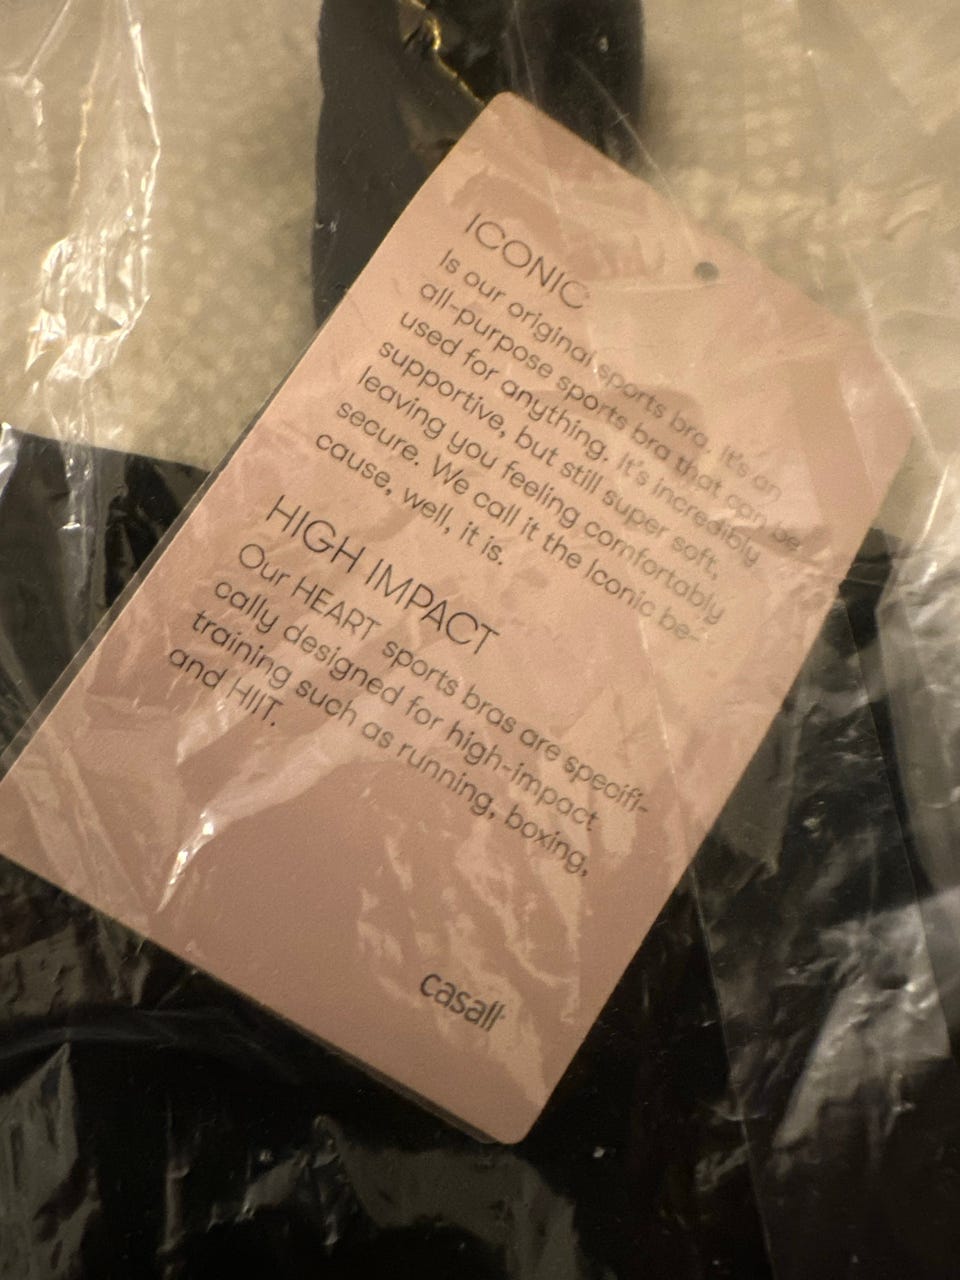 ICONIC
Is our original sports bra. It's an
all-purpose sports bra that can be
used for anything. It's incredibly
supportive, but still super soft,
leaving you feeling comfortably
secure. We call it the Iconic be-
cause, well, it is.
HIGH IMPACT
Our HEART sports bras are specifi-
cally designed for high-impact
training such as running, boxing,
and HIIT.
casall